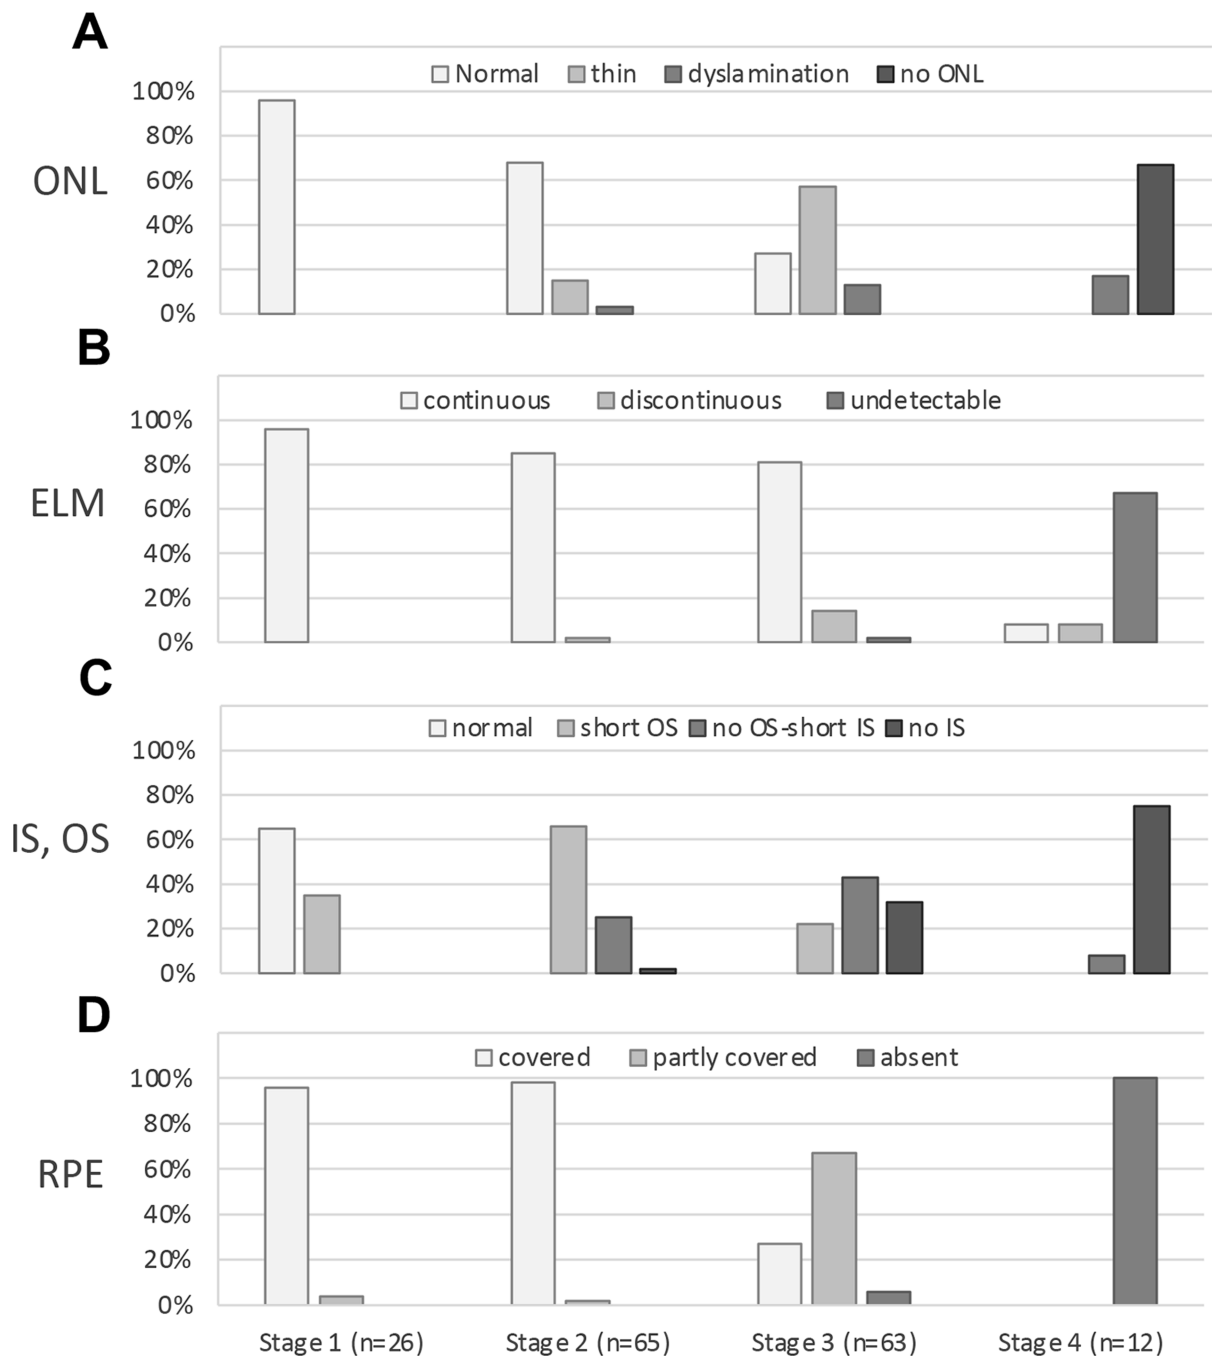 A
Normal thin dyslamination no ONL
100%
80%
ONL
60%
40%
20%
0%
B
continuous discontinuous undetectable
100%
80%
ELM
60%
40%
20%
0%
C
normal short OS no OS-short IS no IS
100%
80%
IS, OS
60%
40%
20%
0%
D
covered partly covered absent
100%
80%
RPE
60%
40%
20%
0%
Stage 1 (n=26) Stage 2 (n=65) Stage 3 (n=63) Stage 4 (n=12)